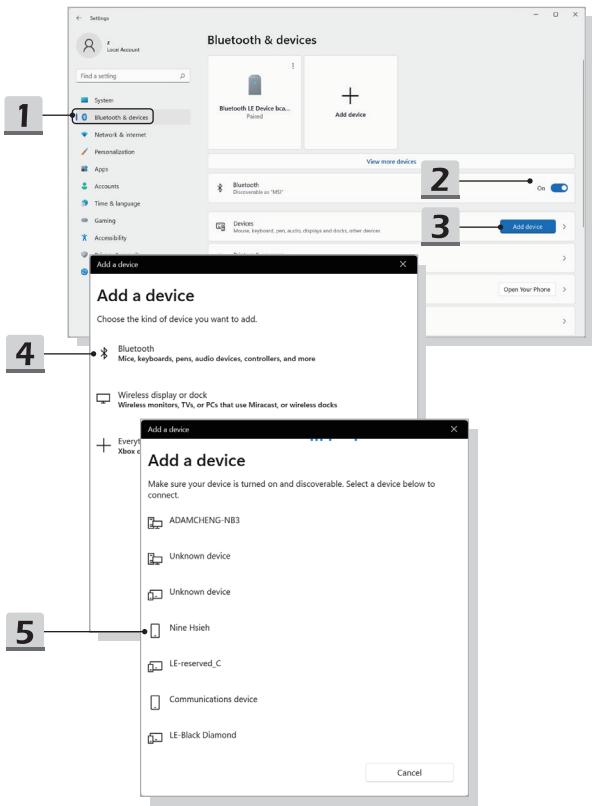 Settings
z
Local Account
Find a setting
System
Bluetooth & devices
Network & internet
Personalization
Apps
Accounts
Time & language
Gaming
Accessibility
Bluetooth & devices
Bluetooth LE Device bca...
Paired
Add device
View more devices
Bluetooth
Discoverable as "MSI"
On
Devices
Mouse, keyboard, pen, audio, displays and docks, other devices
Add device
Open Your Phone
1
2
3
Add a device
Add a device
Choose the kind of device you want to add.
4
Bluetooth
Mice, keyboards, pens, audio devices, controllers, and more
Wireless display or dock
Wireless monitors, TVs, or PCs that use Miracast, or wireless docks
Everyt
Xbox c
Add a device
Add a device
Make sure your device is turned on and discoverable. Select a device below to
connect.
ADAMCHENG-NB3
Unknown device
Unknown device
5
Nine Hsieh
LE-reserved_C
Communications device
LE-Black Diamond
Cancel